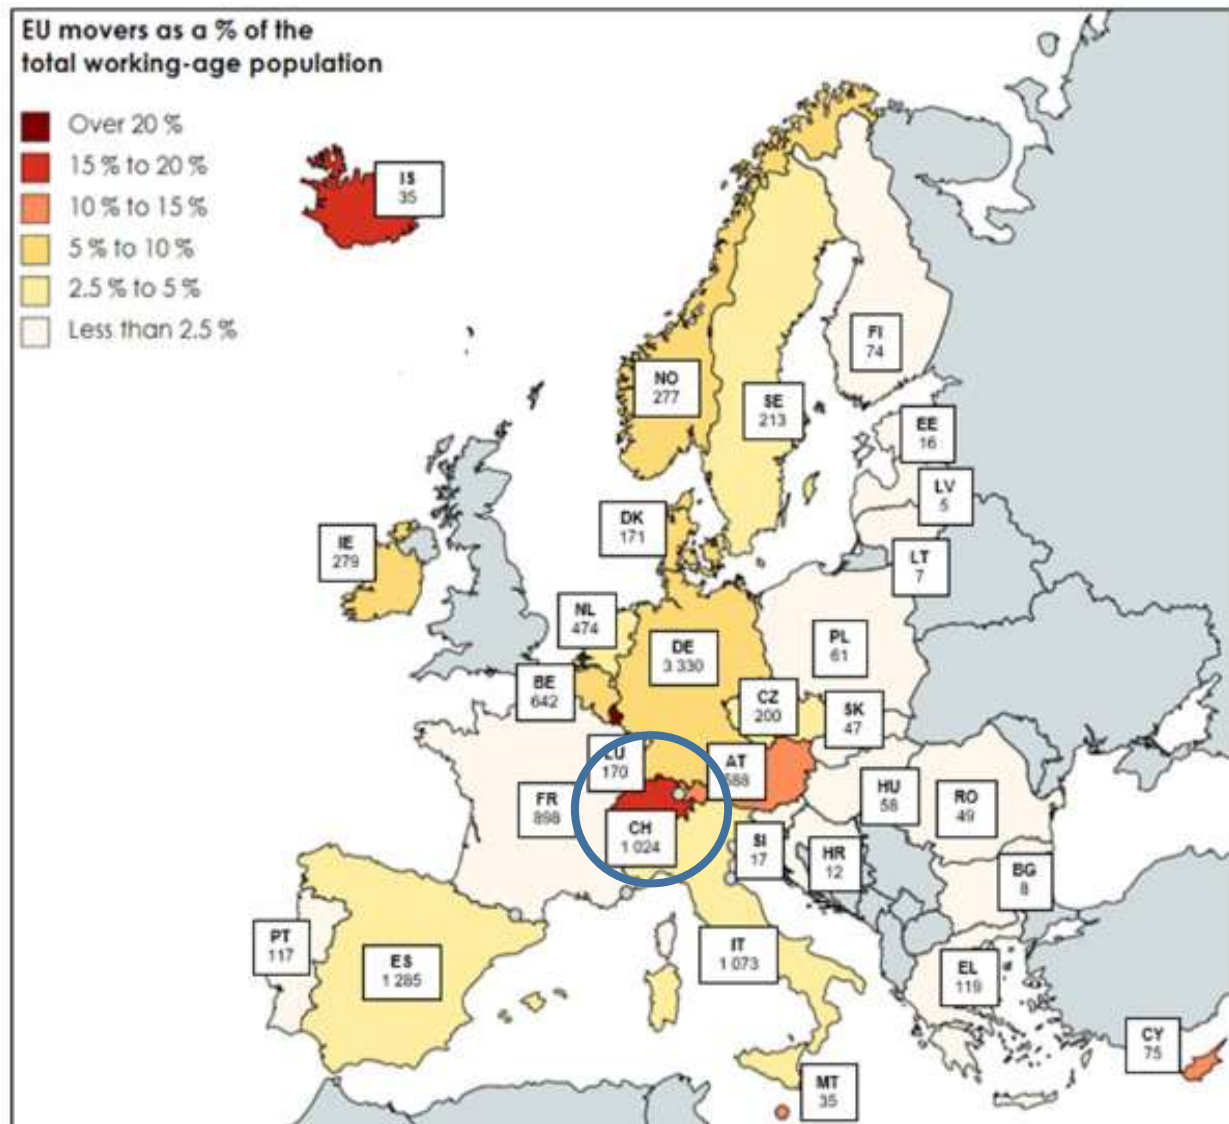 EU movers as a % of the
total working-age population
Over 20 %
15 % to 20 %
10 % to 15 %
5 % to 10 %
2.5 % to 5 %
Less than 2.5 %
IS
35
FI
74
NO
277
SE
213
EE
16
LV
5
DK
171
IE
279
LT
7
NL
474
DE
3 330
PL
61
BE
642
CZ
200
SK
47
LU
170
AT
588
HU
58
RO
49
FR
898
CH
1 024
SI
17
HR
12
BG
8
PT
117
ES
1 285
IT
1 073
EL
119
CY
75
MT
35